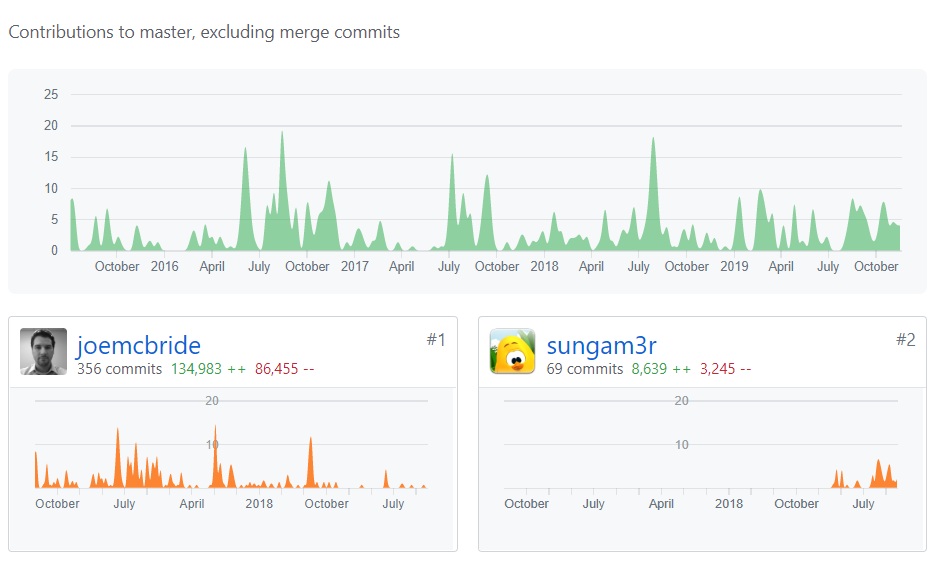 Contributions to master, excluding merge commits
25
20
15
10
5
0
October 2016 April July October 2017 April July October 2018 April July October 2019 April July October
joemcbride #1
356 commits 134,983 ++ 86,455 --
20
10
October July April 2018 October July
sungam3r #2
69 commits 8,639 ++ 3,245 --
20
10
October July April 2018 October July